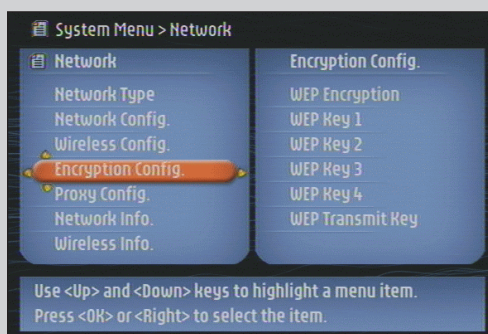 System Menu > Network
Network
Network Type
Network Config.
Wireless Config.
Encryption Config.
Proxy Config.
Network Info.
Wireless Info.
Encryption Config.
WEP Encryption
WEP Key 1
WEP Key 2
WEP Key 3
WEP Key 4
WEP Transmit Key
Use <Up> and <Down> keys to highlight a menu item.
Press <OK> or <Right> to select the item.